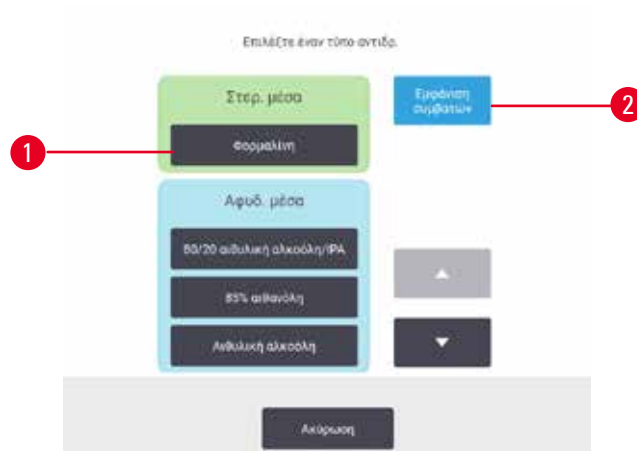 Επιλέξτε έναν τύπο αντιδρ.
Στερ. μέσα
Εμφάνιση
συμβατών
2
1
Φορμαλίνη
Αφυδ. μέσα
80/20 αιθυλική αλκοόλη/IPA
85% αιθανόλη
Αιθυλική αλκοόλη
Ακύρωση